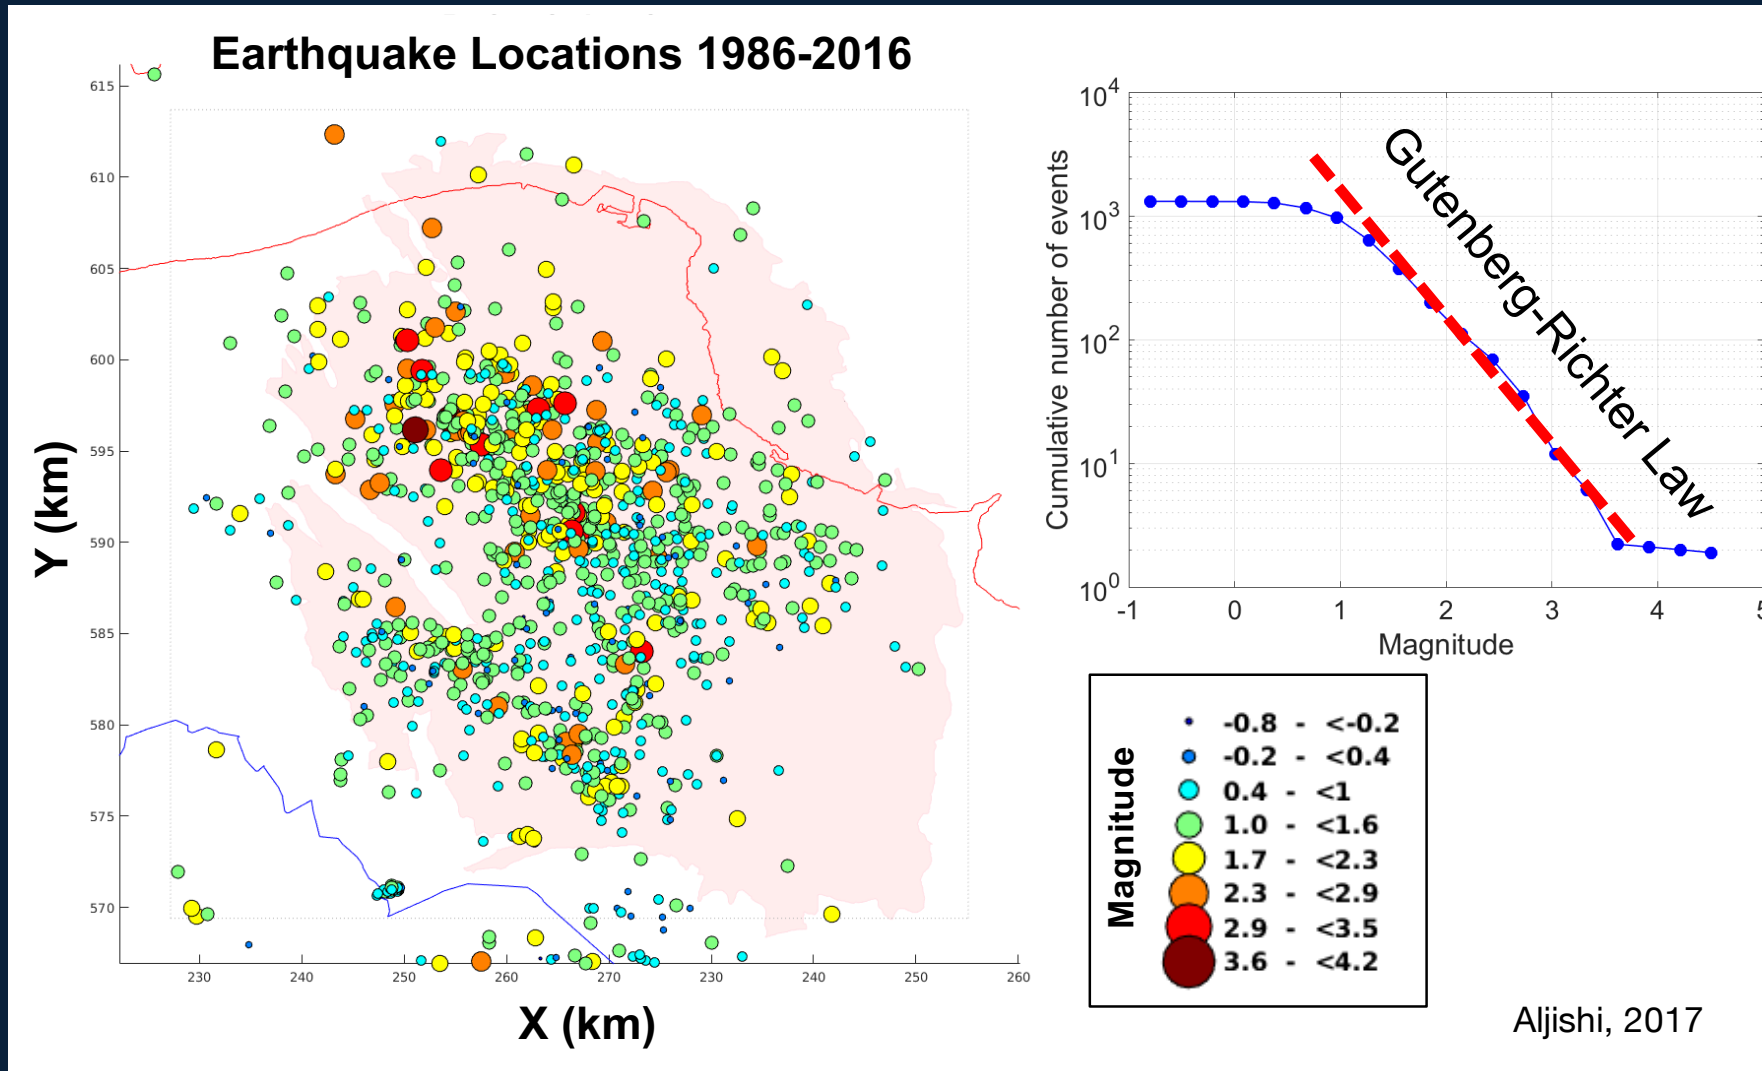 Earthquake Locations 1986-2016
615
610
605
600
595
590
585
580
575
570
Y (km)
230 240 250 260 270 230 240 250 260
X (km)
10^4
10^3
10^2
10^1
10^0
Cumulative number of events
-1 0 1 2 3 4 5
Magnitude
Gutenberg-Richter Law
Magnitude
-0.8 - <-0.2
-0.2 - <0.4
0.4 - <1
1.0 - <1.6
1.7 - <2.3
2.3 - <2.9
2.9 - <3.5
3.6 - <4.2
Aljishi, 2017